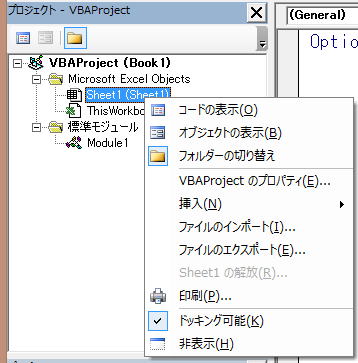 プロジェクト - VBAProject
(General)
Optio
VBAProject (Book1)
Microsoft Excel Objects
Sheet1 (Sheet1)
ThisWorkbo
標準モジュール
Module1
コードの表示(O)
オブジェクトの表示(B)
フォルダーの切り替え
VBAProject のプロパティ(E)...
挿入(N)
ファイルのインポート(I)...
ファイルのエクスポート(E)...
Sheet1 の解放(R)...
印刷(P)...
ドッキング可能(K)
非表示(H)